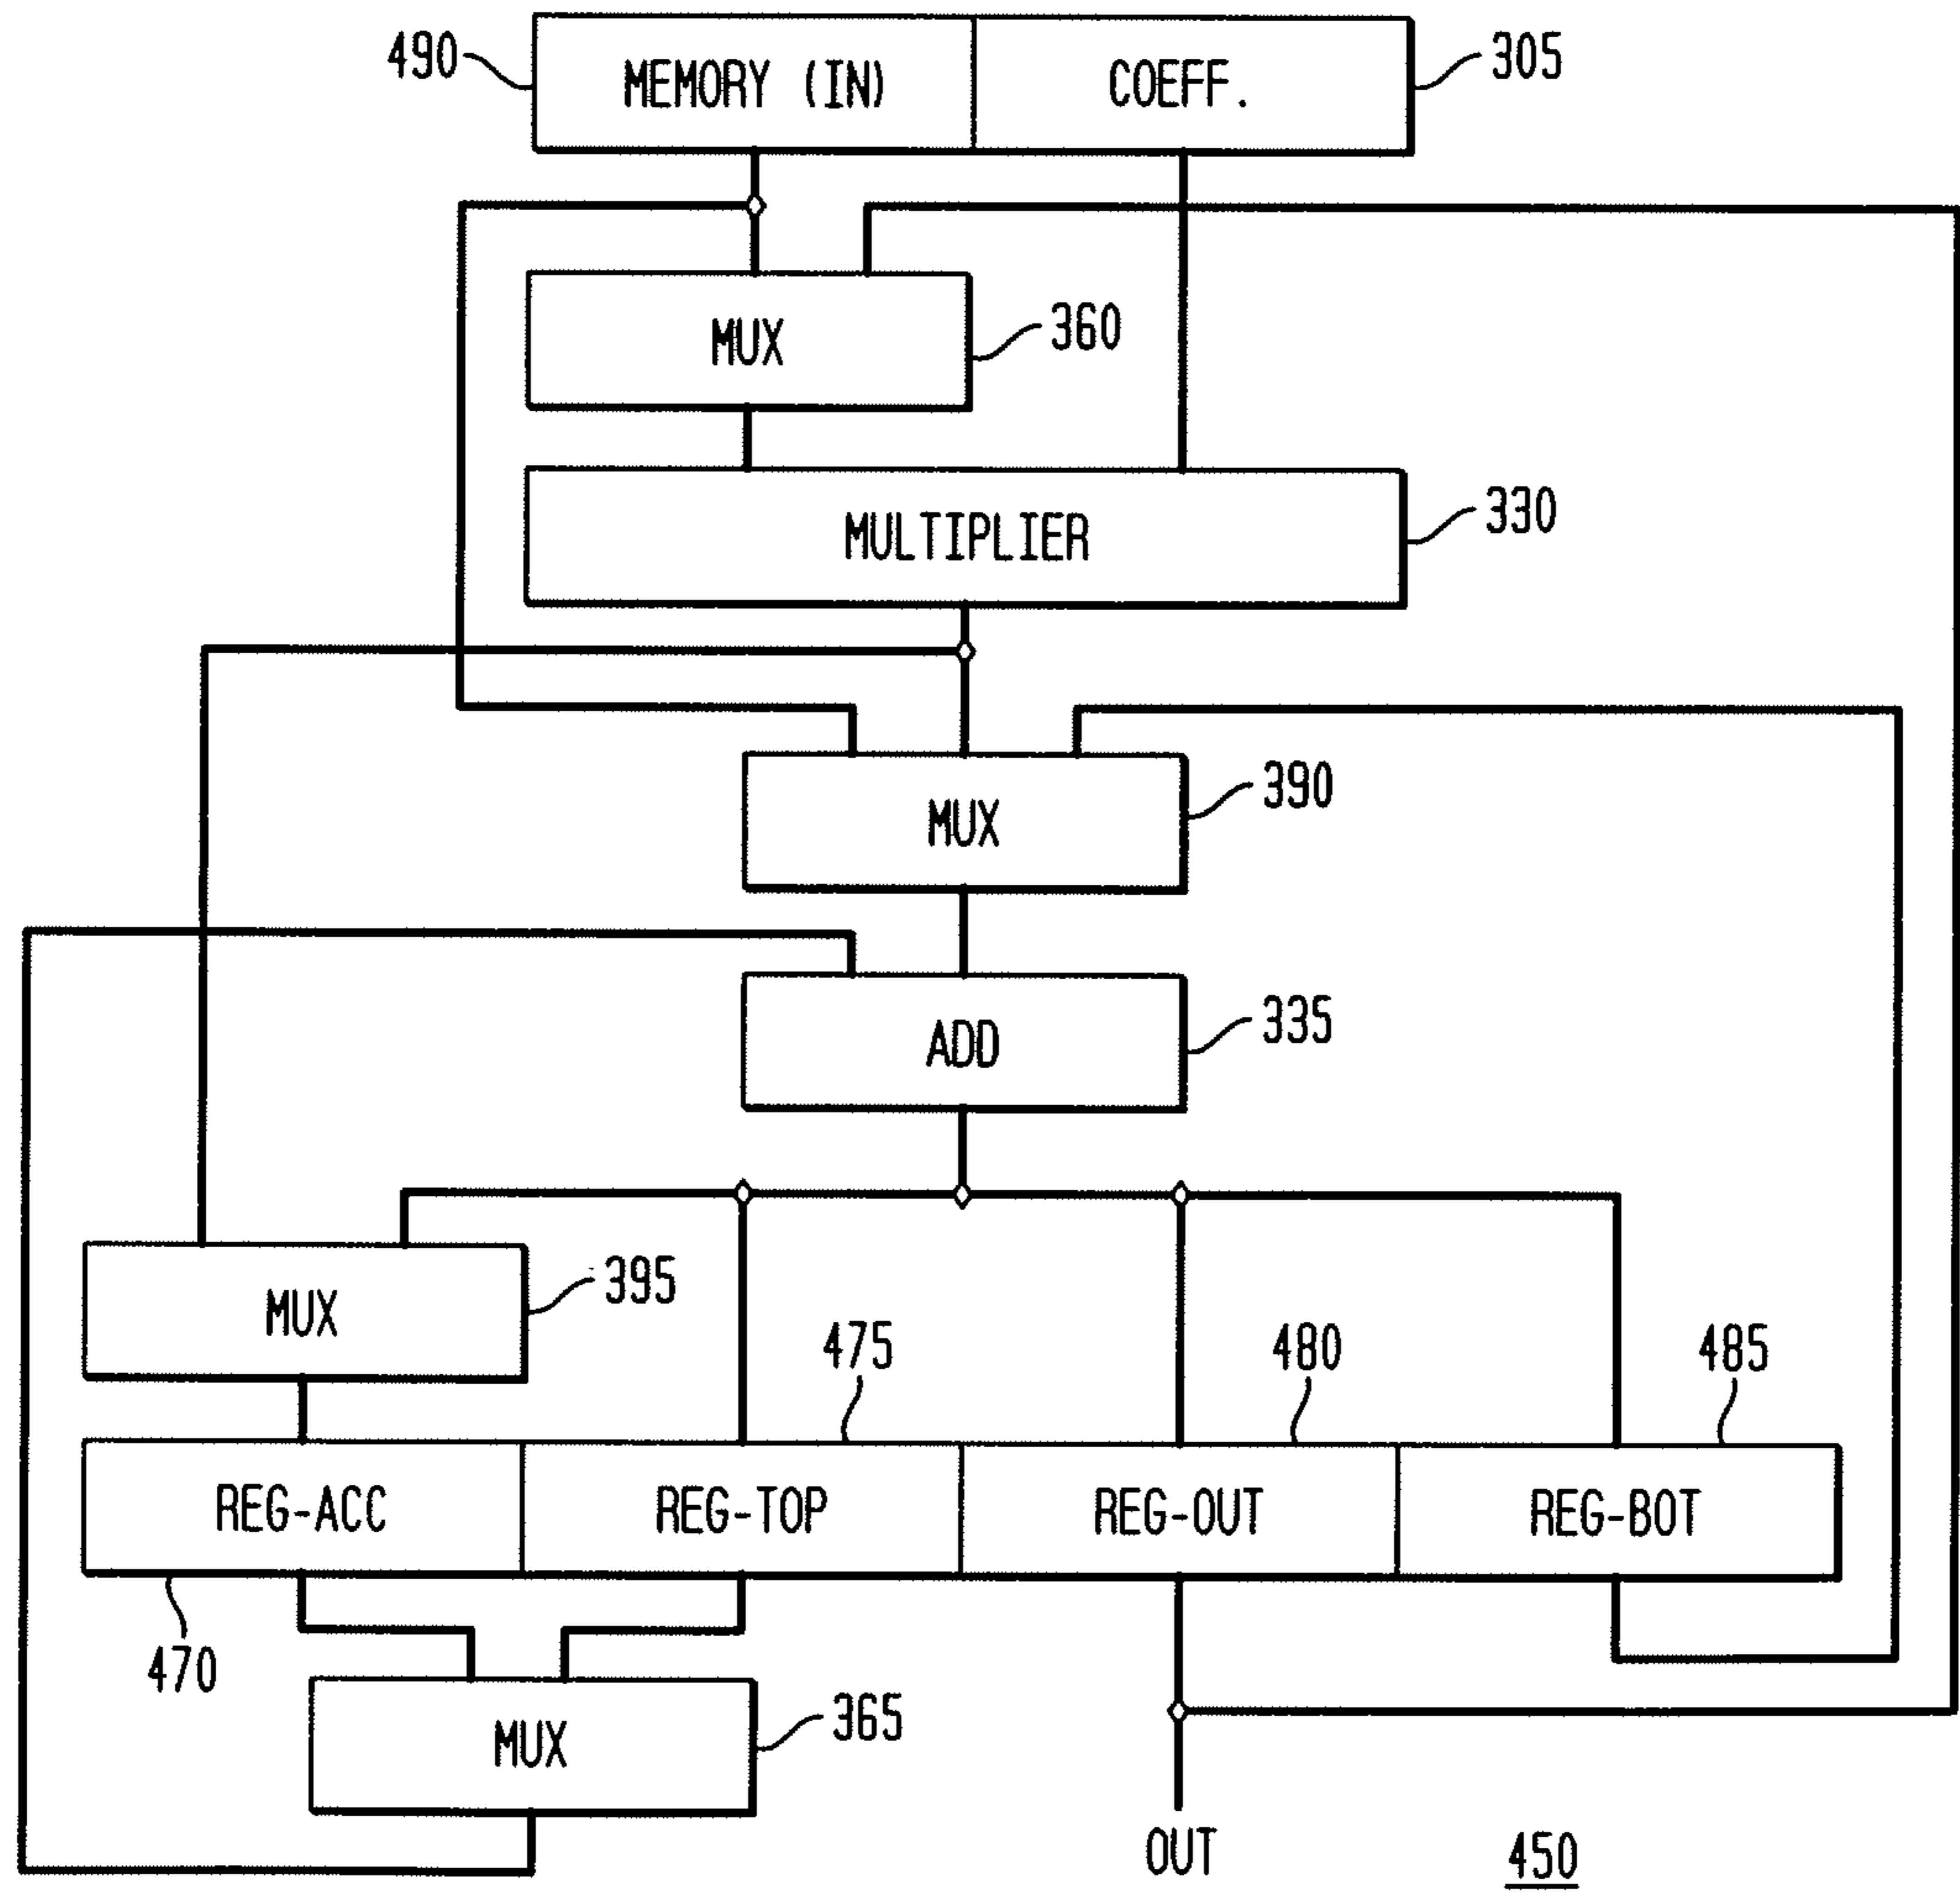 490
MEMORY (IN)
COEFF.
305
MUX
360
MULTIPLIER
330
MUX
390
ADD
335
MUX
395
475
480
485
REG-ACC
REG-TOP
REG-OUT
REG-BOT
470
MUX
365
OUT
450